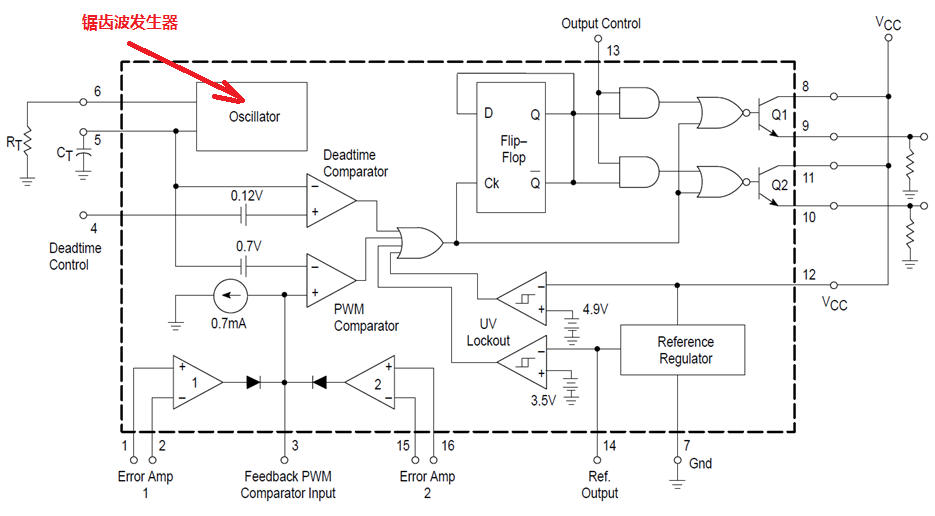 锯齿波发生器
Output Control
13
VCC
6
RT
5
CT
Oscillator
Deadtime
Comparator
0.12V
4
Deadtime
Control
0.7V
0.7mA
PWM
Comparator
D
Q
Flip–
Flop
Ck
Q
8
Q1
9
11
Q2
10
12
VCC
4.9V
UV
Lockout
3.5V
Reference
Regulator
+
−
1
2
1
2
3
15
16
14
7
Error Amp
1
Feedback PWM
Comparator Input
Error Amp
2
Ref.
Output
Gnd